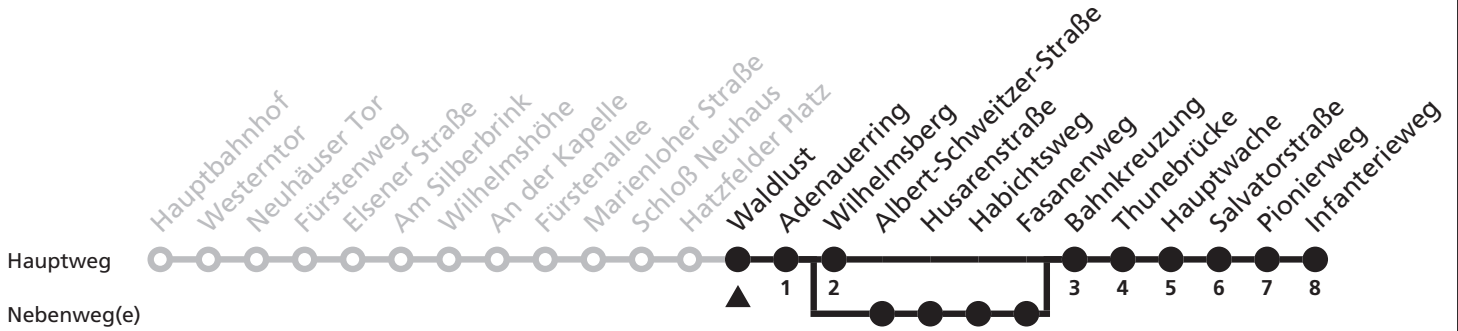 Hauptbahnhof
Westerntor
Neuhäuser Tor
Fürstenweg
Elsener Straße
Am Silberbrink
Wilhelmshöhe
An der Kapelle
Fürstenallee
Marienloher Straße
Schloß Neuhaus
Hatzfelder Platz
Waldlust
Adenauerring
Wilhelmsberg
Albert-Schweitzer-Straße
Husarenstraße
Habichtsweg
Fasanenweg
Bahnkreuzung
Thunebrücke
Hauptwache
Salvatorstraße
Pionierweg
Infanterieweg
Hauptweg
1 2 3 4 5 6 7 8
Nebenweg(e)